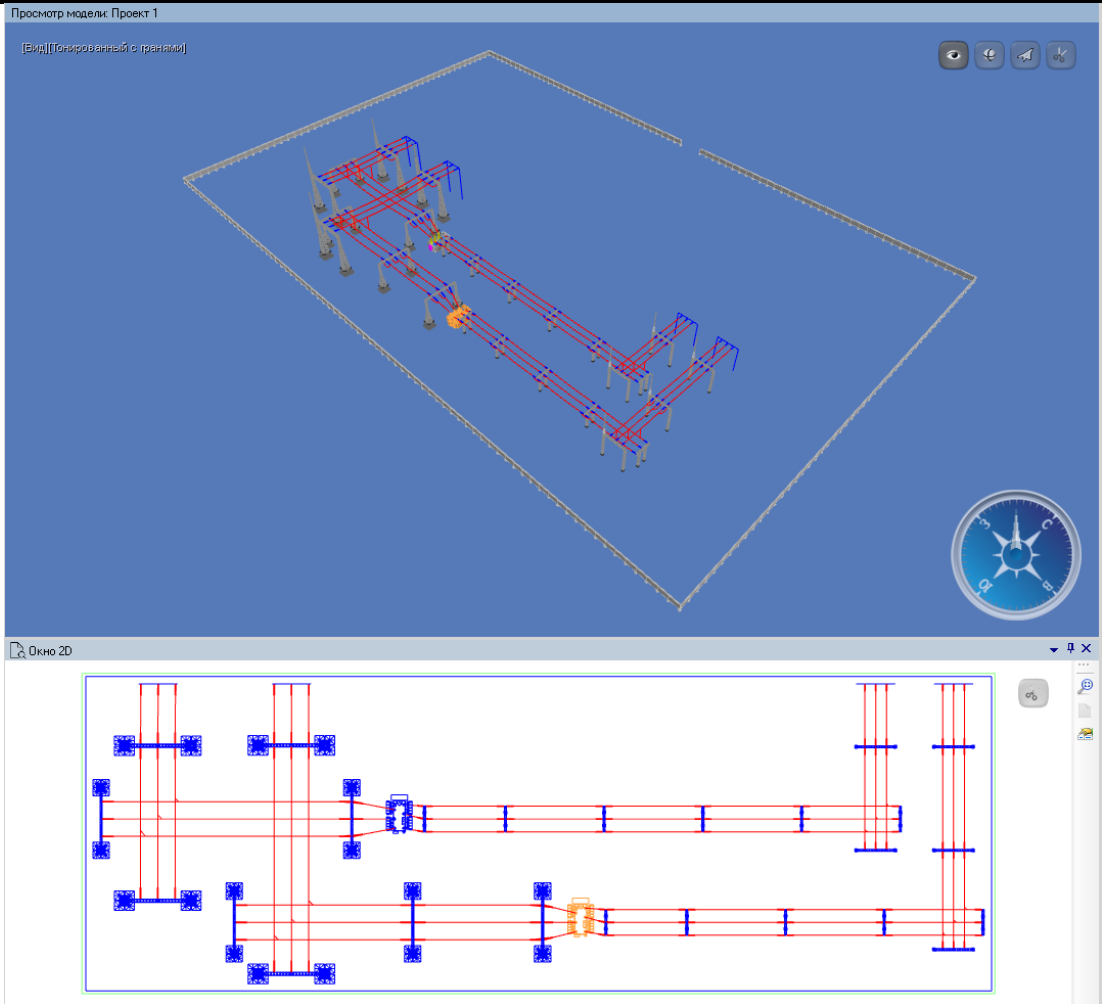 Просмотр модели: Проект 1
[Вид][Тонированный с гранями]
З
С
Ю
В
Окно 2D